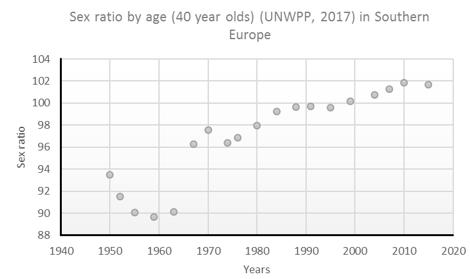 Sex ratio by age (40 year olds) (UNWPP, 2017) in Southern
Europe
104
102
100
98
96
94
92
90
88
1940 1950 1960 1970 1980 1990 2000 2010 2020
Sex ratio
Years